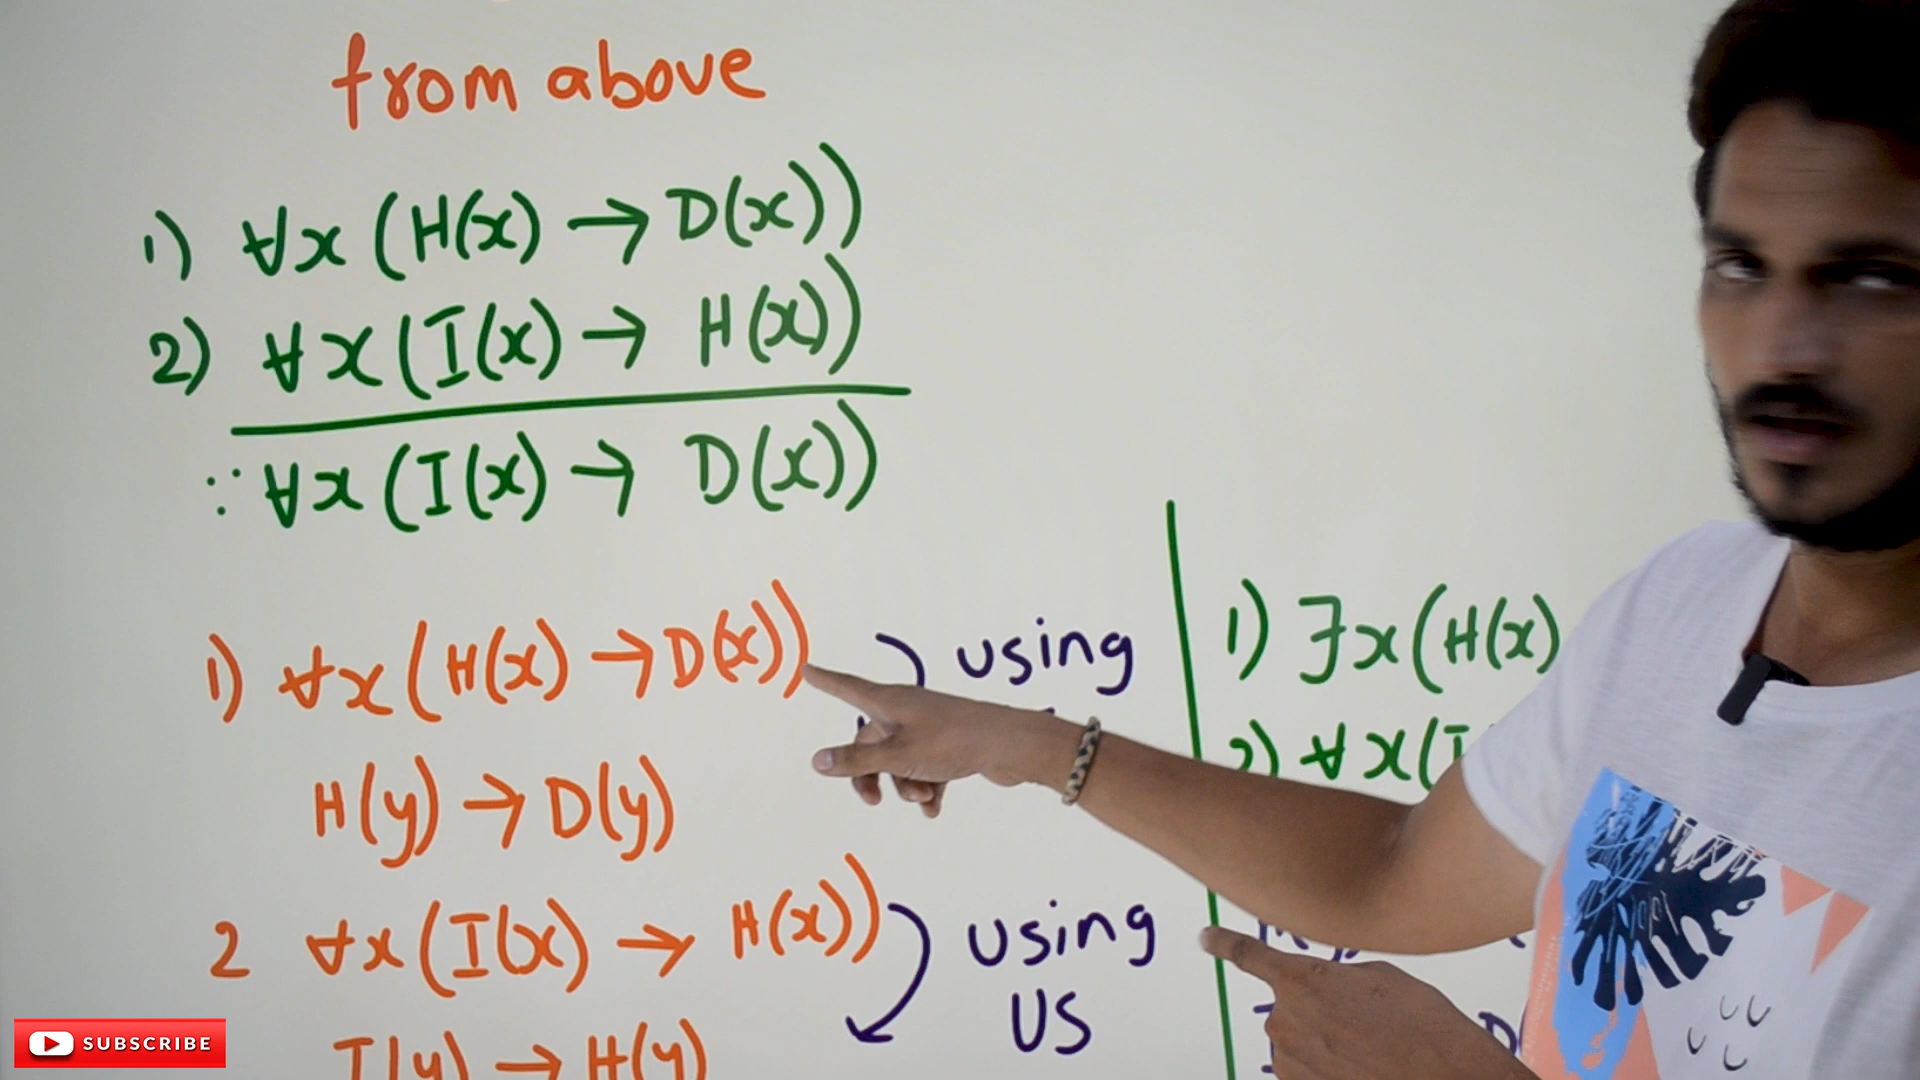 from above
1) ∀x (H(x) → D(x))
2) ∀x (I(x) → H(x))
∵ ∀x (I(x) → D(x))
1) ∀x (H(x) → D(x)) using
H(y) → D(y)
2 ∀x (I(x) → H(x)) using
US
I(y) → H(y)
1) ∃x (H(x)
2) ∀x (I
SUBSCRIBE